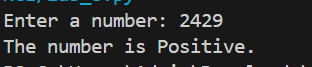 Enter a number: 2429
The number is Positive.